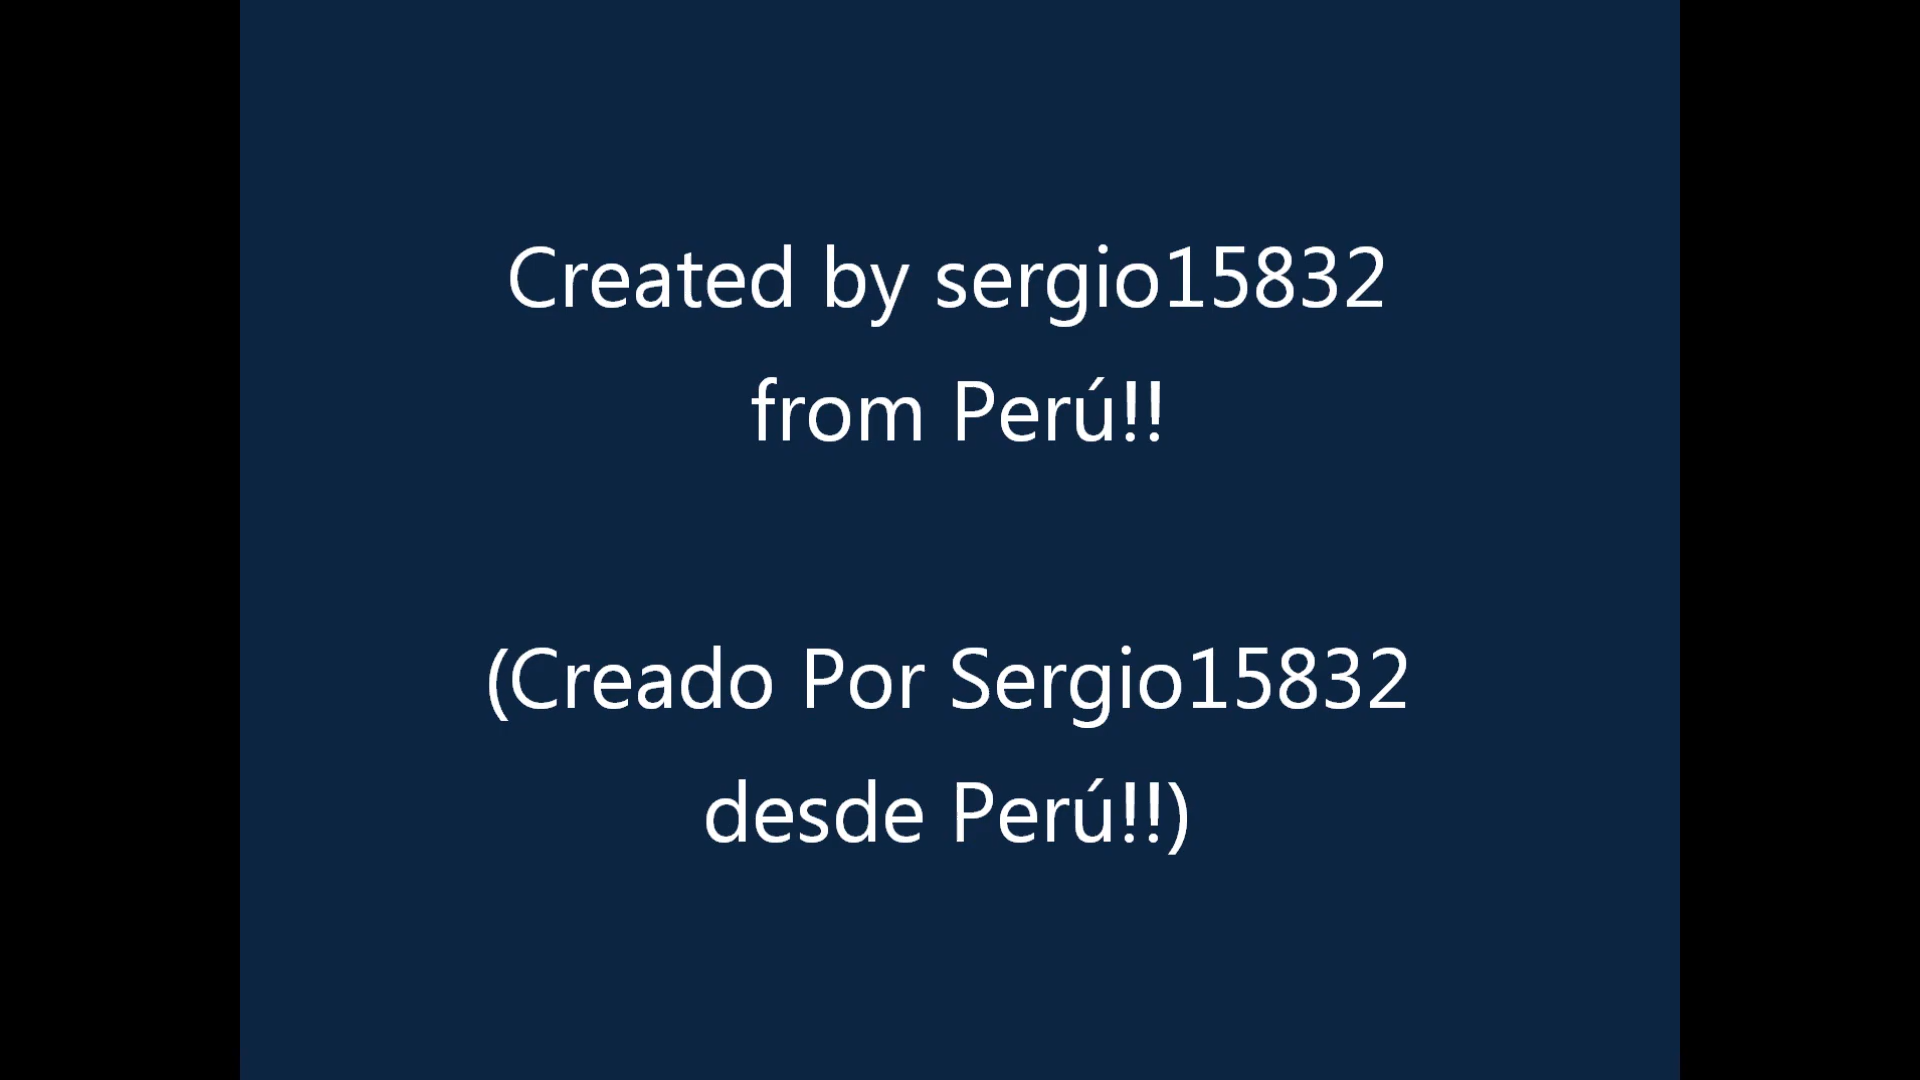 Created by sergio15832
from Perú!!
(Creado Por Sergio15832
desde Perú!!)